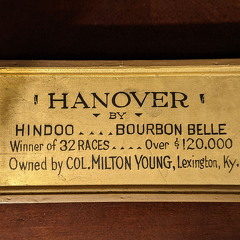 HANOVER
BY
HINDOO....BOURBON BELLE
Winner of 32 RACES....Over $120.000
Owned by COL. MILTON YOUNG, Lexington, Ky.